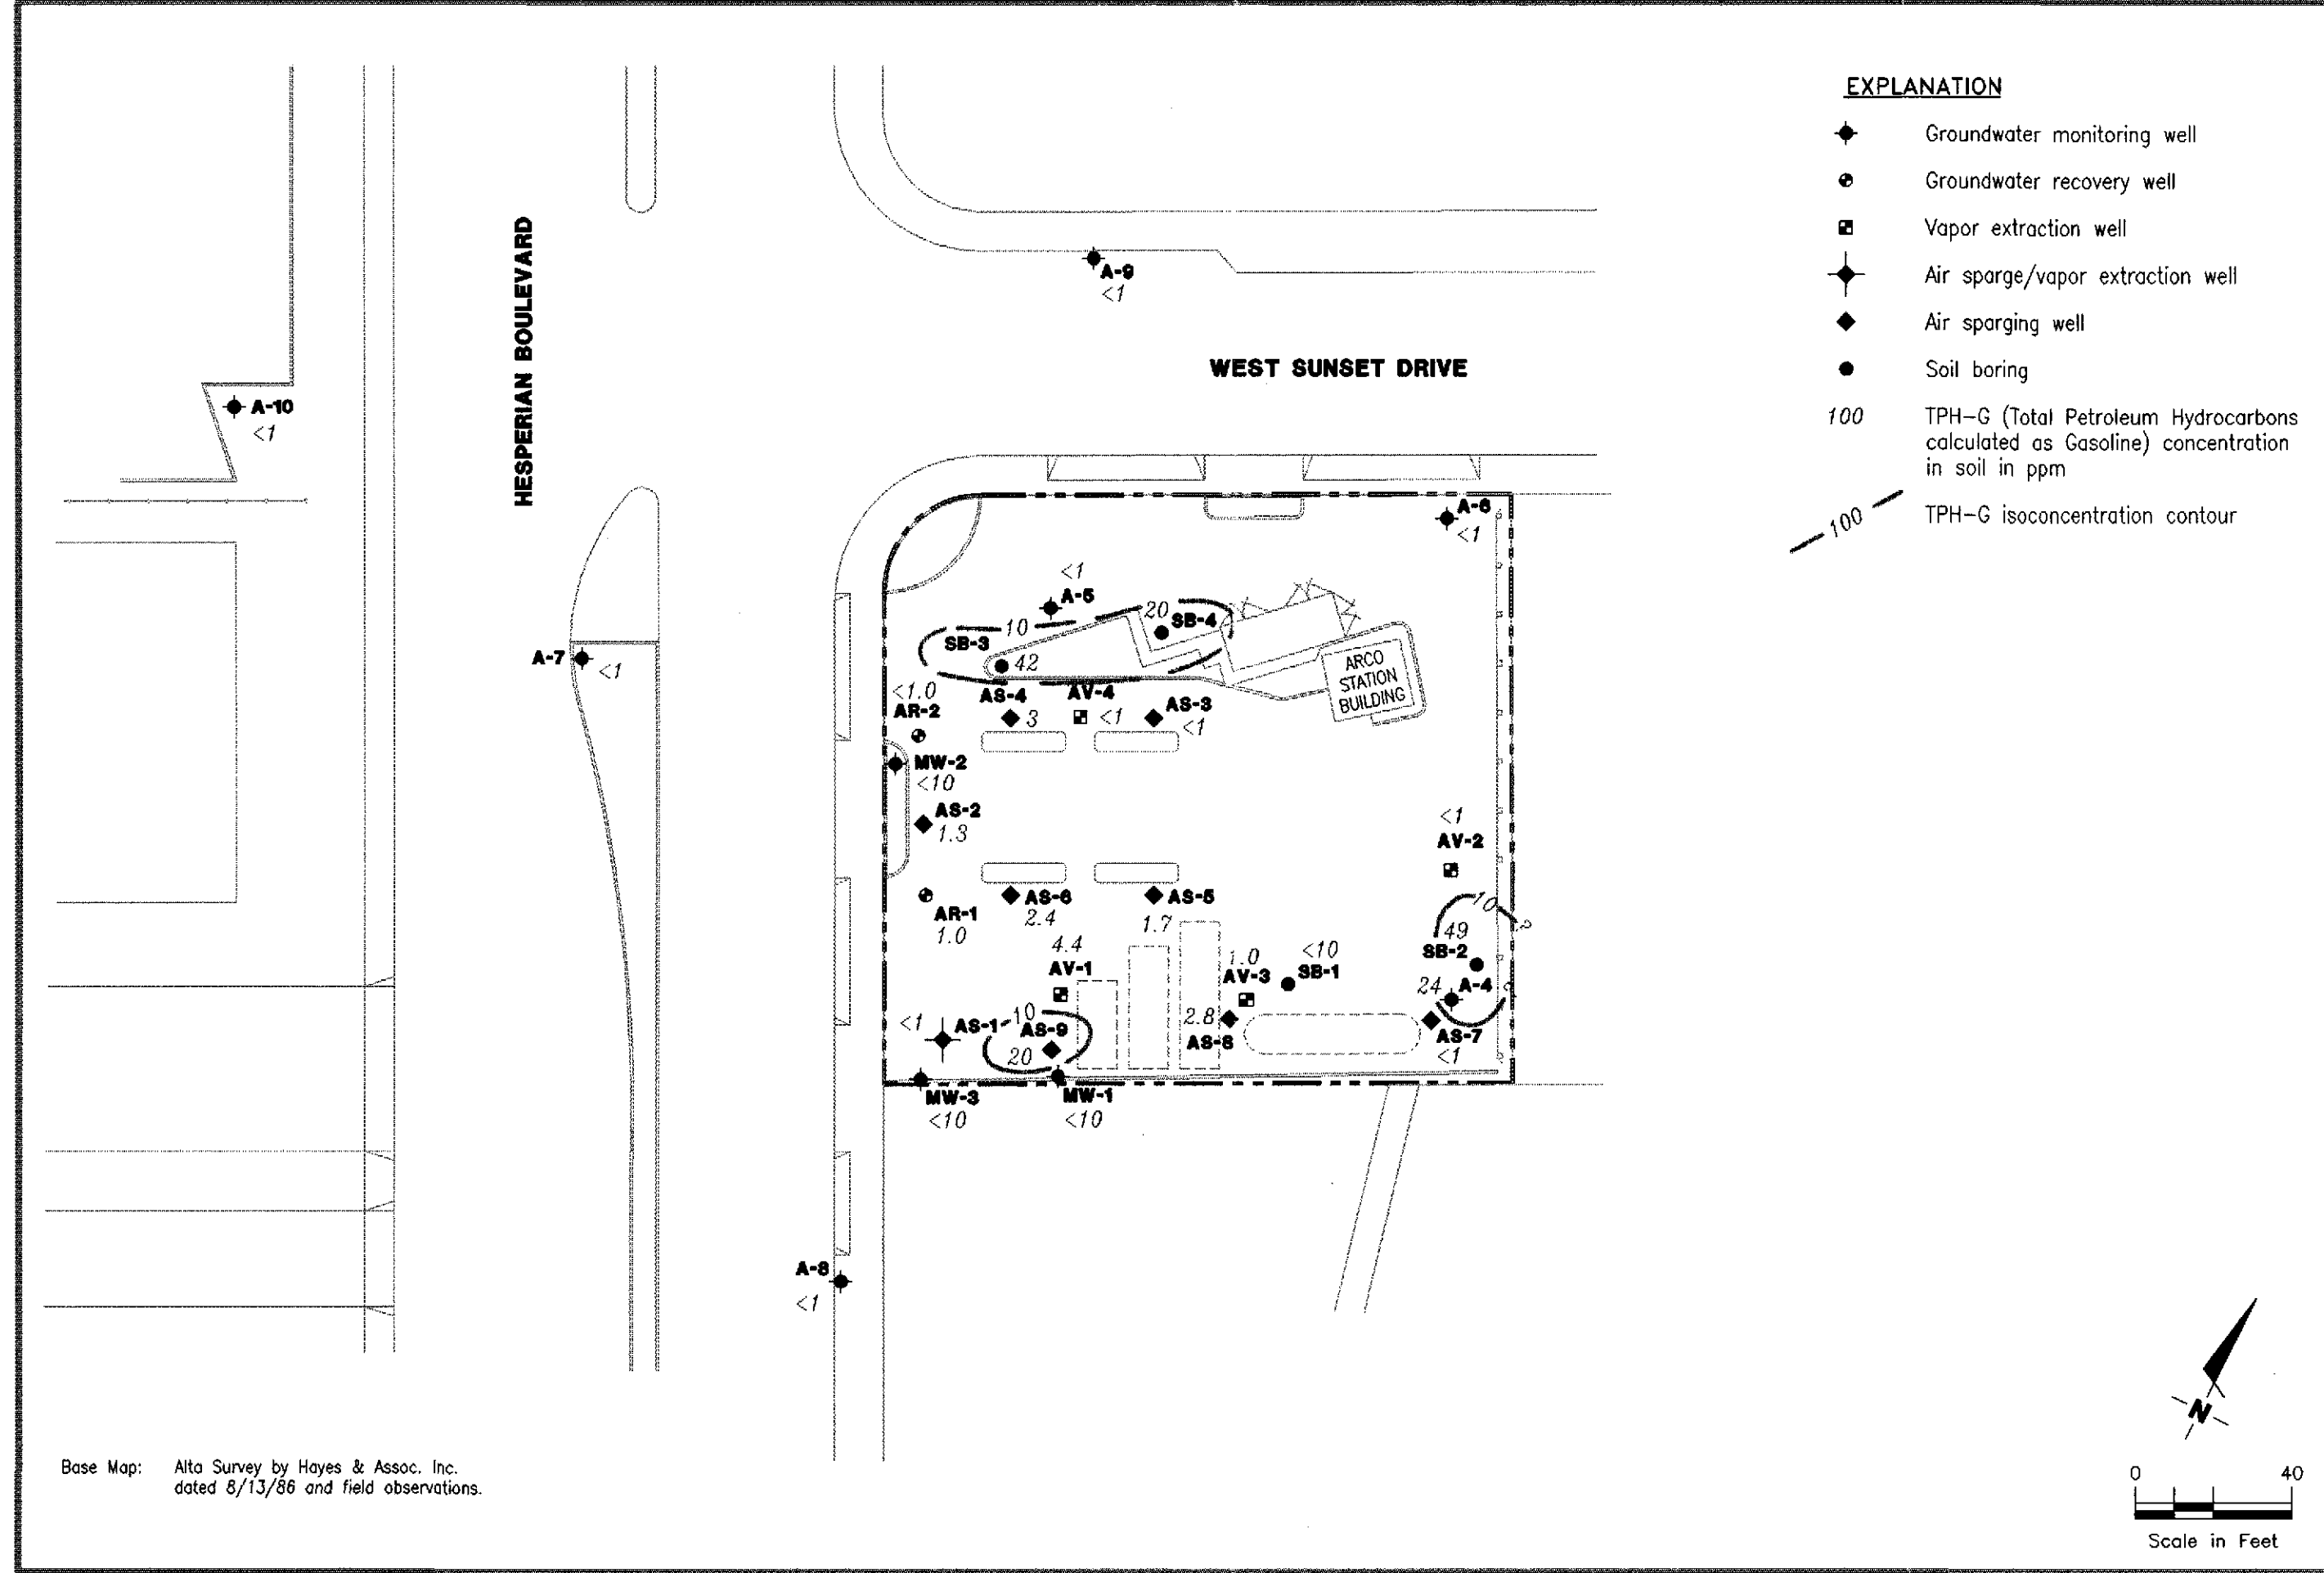 EXPLANATION
Groundwater monitoring well
Groundwater recovery well
Vapor extraction well
Air sparge/vapor extraction well
Air sparging well
Soil boring
100 TPH-G (Total Petroleum Hydrocarbons
calculated as Gasoline) concentration
in soil in ppm
100 TPH-G isoconcentration contour
HESPERIAN BOULEVARD
WEST SUNSET DRIVE
A-9
<1
A-10
<1
A-6
<1
<1
A-5
20
SB-4
10
SB-3
42
A-7
<1
ARCO
STATION
BUILDING
<1.0
AR-2
AS-4
3
AV-4
<1
AS-3
<1
MW-2
<10
AS-2
1.3
<1
AV-2
AR-1
1.0
AS-6
2.4
AS-5
1.7
10
?
49
SB-2
4.4
AV-1
1.0
AV-3
<10
SB-1
24
A-4
?
<1
AS-1
10
AS-9
20
2.8
AS-8
AS-7
<1
MW-3
<10
MW-1
<10
A-8
<1
N
0 40
Scale in Feet
Base Map: Alta Survey by Hayes & Assoc. Inc.
dated 8/13/86 and field observations.